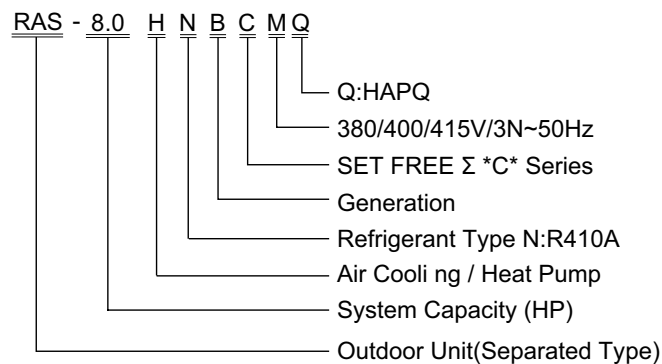 RAS - 8.0 H N B C M Q
Q:HAPQ
380/400/415V/3N~50Hz
SET FREE Σ *C* Series
Generation
Refrigerant Type N:R410A
Air Cooli ng / Heat Pump
System Capacity (HP)
Outdoor Unit(Separated Type)